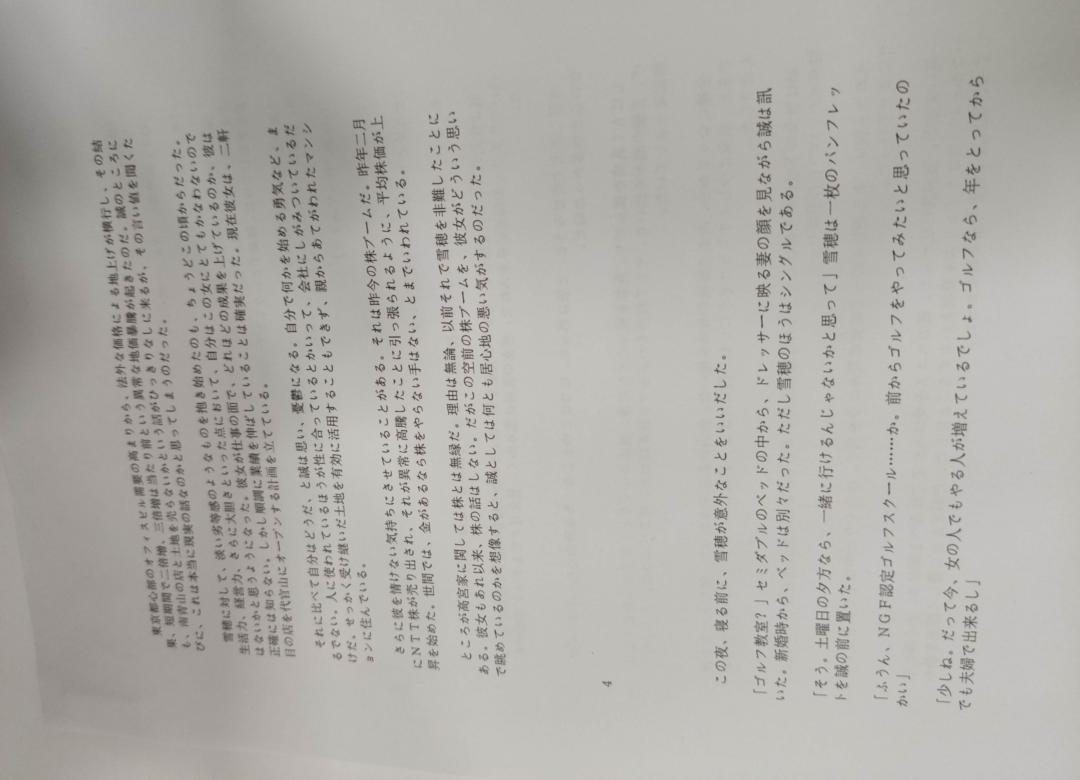 東京都心部のオフィスビル需要の高まりから、法外な価格による地上げが横行し、その結
果、短期間で二倍増、三倍増は当たり前という異常な地価暴騰が起きたのだ。誠のところに
も、南青山の店と土地を売らないかという話がひっきりなしに来るが、その言い値を聞くた
びに、これは本当に現実の話なのかと思ってしまうのだった。
雪穂に対して、淡い劣等感のようなものを抱き始めたのも、ちょうどこの頃からだった。
生活力、経営力、さらに大胆さといった点において、自分はこの女にとてもかなわないので
はないかと思うようになった。彼女が仕事の面で、どれほどの成果を上げているのか、彼は
正確には知らない。しかし順調に業績を伸ばしていることは確実だった。現在彼女は、二軒
目の店を代官山にオープンする計画を立てている。
それに比べて自分はどうだ、と誠は思い、憂鬱になる。自分で何かを始める勇気など、ま
るでない。人に使われているほうが性に合っているとかいって、会社にしがみついているだ
けだ。せっかく受け継いだ土地を有効に活用することもできず、親からあてがわれたマンシ
ョンに住んでいる。
さらに彼を情けない気持ちにさせていることがある。それは昨今の株ブームだ。昨年二月
にNTT株が売り出され、それが異常に高騰したことに引っ張られるように、平均株価が上
昇を始めた。世間では、金があるなら株をやらない手はない、とまでいわれている。
ところが高宮家に関しては株とは無縁だ。理由は無論、以前それで雪穂を非難したことに
ある。彼女もあれ以来、株の話はしない。だがこの空前の株ブームを、彼女がどういう思い
で眺めているのかを想像すると、誠としては何とも居心地の悪い気がするのだった。
4
この夜、寝る前に、雪穂が意外なことをいいだした。
「ゴルフ教室?」セミダブルのベッドの中から、ドレッサーに映る妻の顔を見ながら誠は訊
いた。新婚時から、ベッドは別々だった。ただし雪穂のほうはシングルである。
「そう。土曜日の夕方なら、一緒に行けるんじゃないかと思って」雪穂は一枚のパンフレッ
トを誠の前に置いた。
「ふうん、NGF認定ゴルフスクール………か。前からゴルフをやってみたいと思っていたの
かい」
「少しね。だって今、女の人でもやる人が増えているでしょ。ゴルフなら、年をとってから
でも夫婦で出来るし」